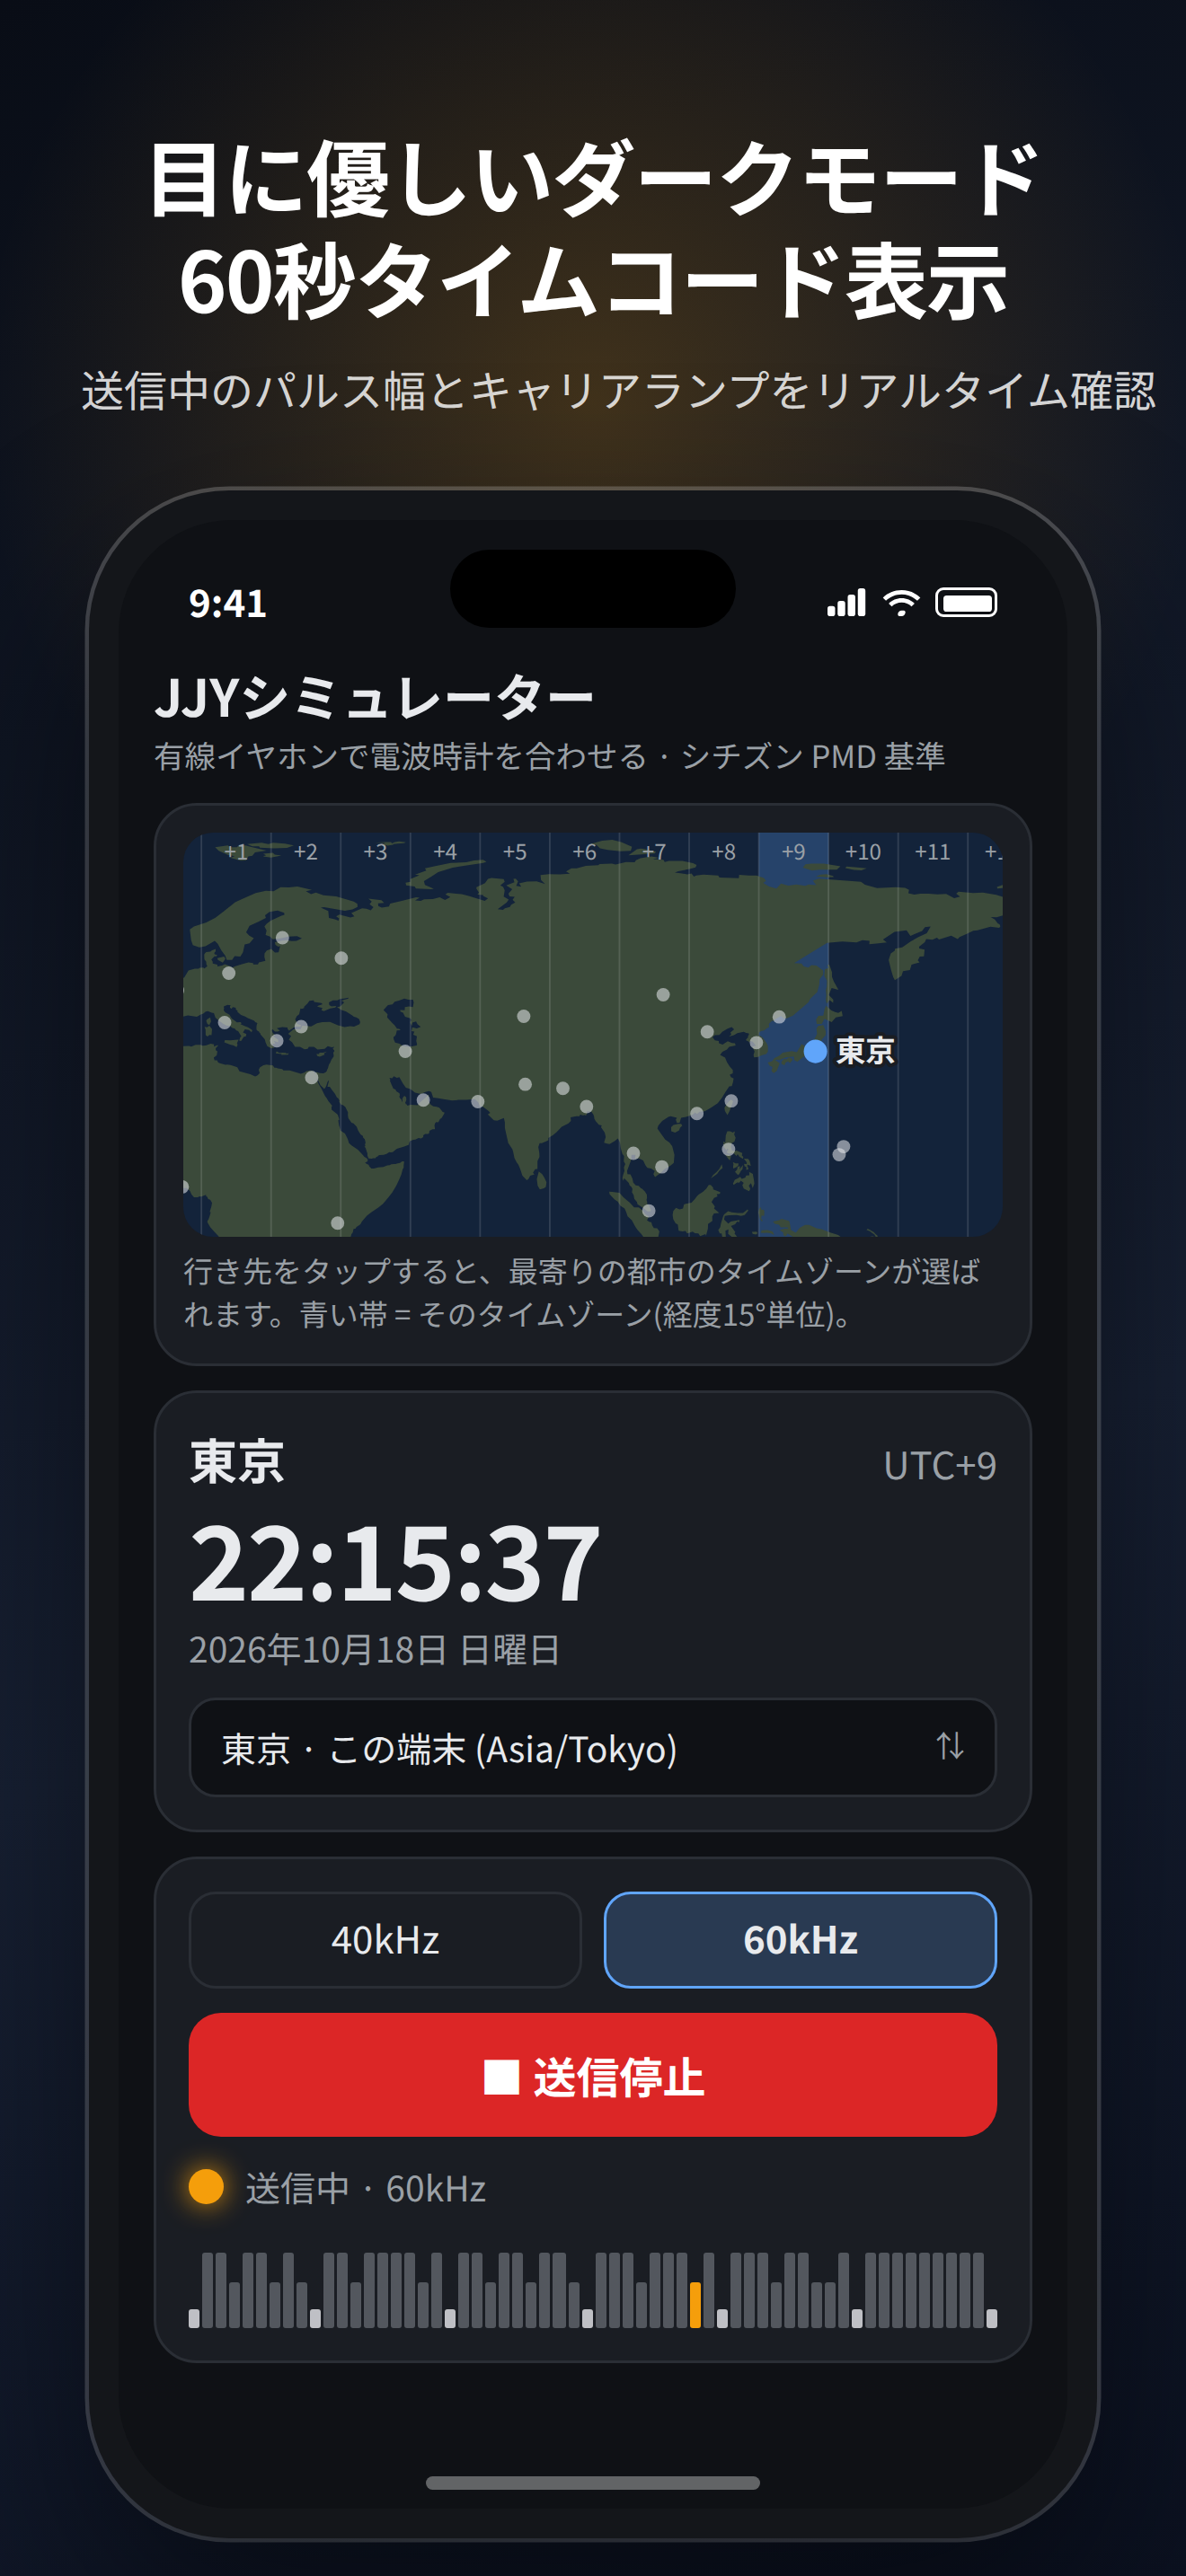 目に優しいダークモード
60秒タイムコード表示
送信中のパルス幅とキャリアランプをリアルタイム確認
9:41
JJYシミュレーター
有線イヤホンで電波時計を合わせる · シチズン PMD 基準
+1 +2 +3 +4 +5 +6 +7 +8 +9 +10 +11
東京
行き先をタップすると、最寄りの都市のタイムゾーンが選ば
れます。青い帯 = そのタイムゾーン(経度15°単位)。
東京 UTC+9
22:15:37
2026年10月18日 日曜日
東京 · この端末 (Asia/Tokyo)
40kHz 60kHz
■ 送信停止
送信中 · 60kHz